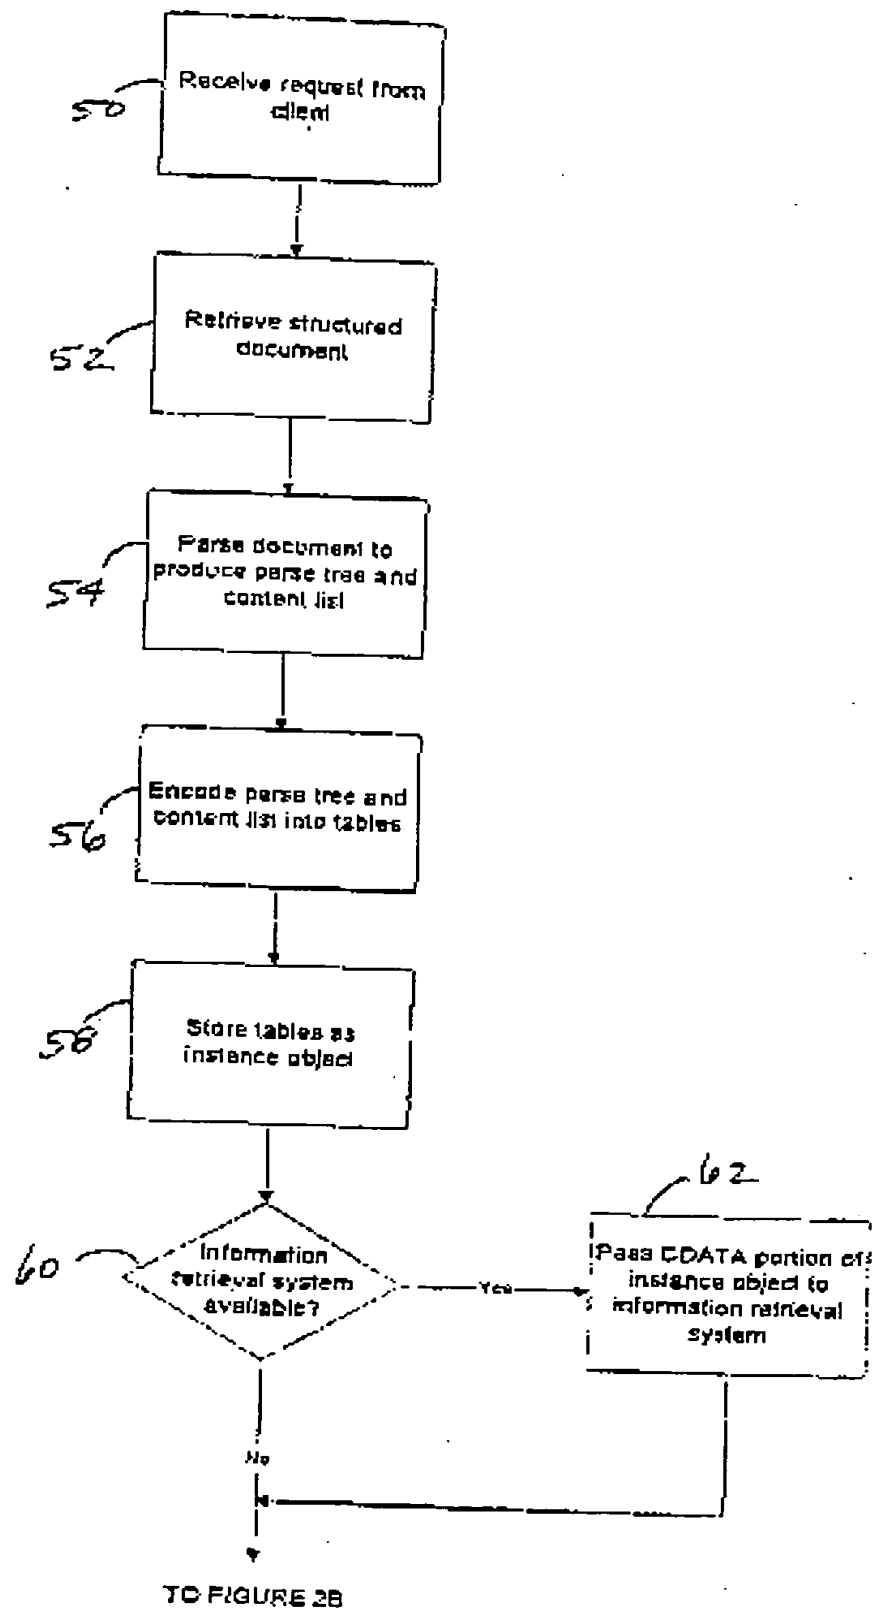 50
Receive request from
client
52
Retrieve structured
document
54
Parse document to
produce parse tree and
content list
56
Encode parse tree and
content list into tables
58
Store tables as
instance object
60
Information
retrieval system
available?
Yes
62
Pass CDATA portion of
instance object to
information retrieval
system
No
TO FIGURE 2B